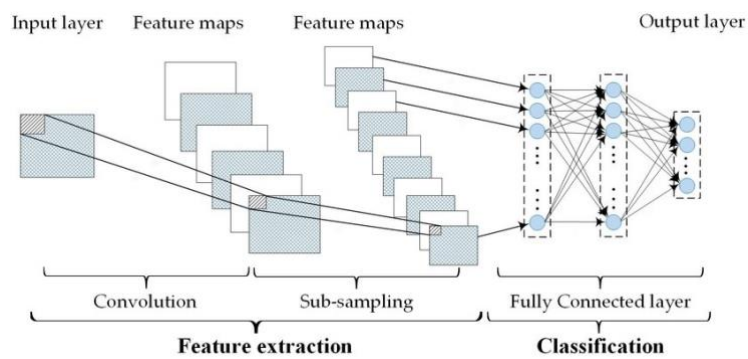 Input layer
Feature maps
Feature maps
Output layer
Convolution
Sub-sampling
Fully Connected layer
Feature extraction
Classification